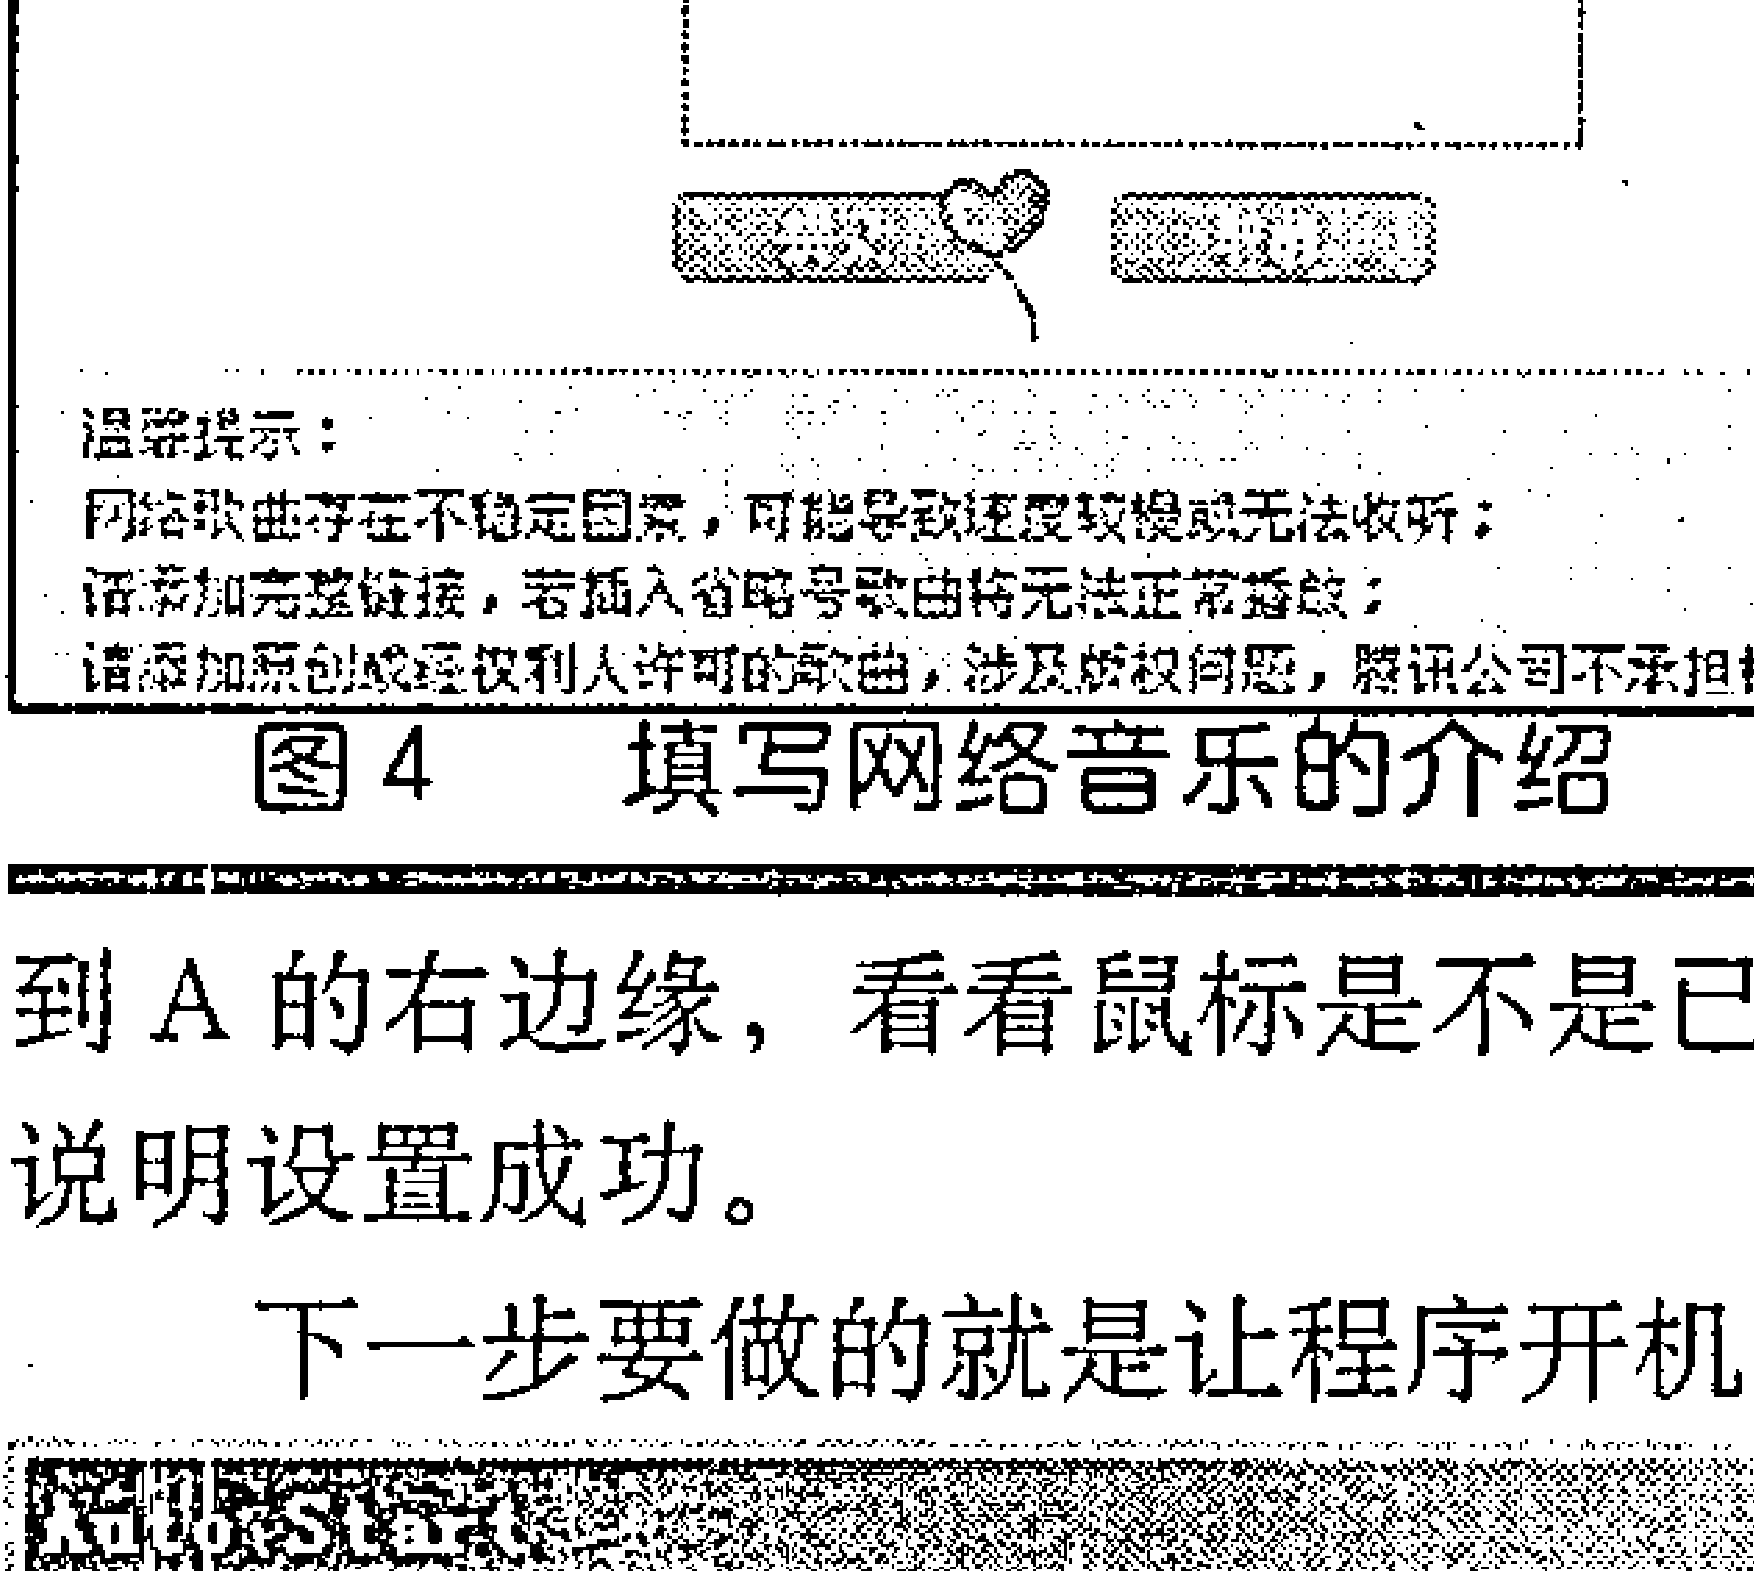 温馨提示：
网络歌曲存在不稳定因素，可能导致速度较慢或无法收听；
请添加完整链接，若插入省略号歌曲将无法正常播放；
请添加原创或经权利人许可的歌曲，涉及版权问题，腾讯公司不承担
图4 填写网络音乐的介绍
到 A 的右边缘，看看鼠标是不是已
说明设置成功。
下一步要做的就是让程序开机
Auto-Start